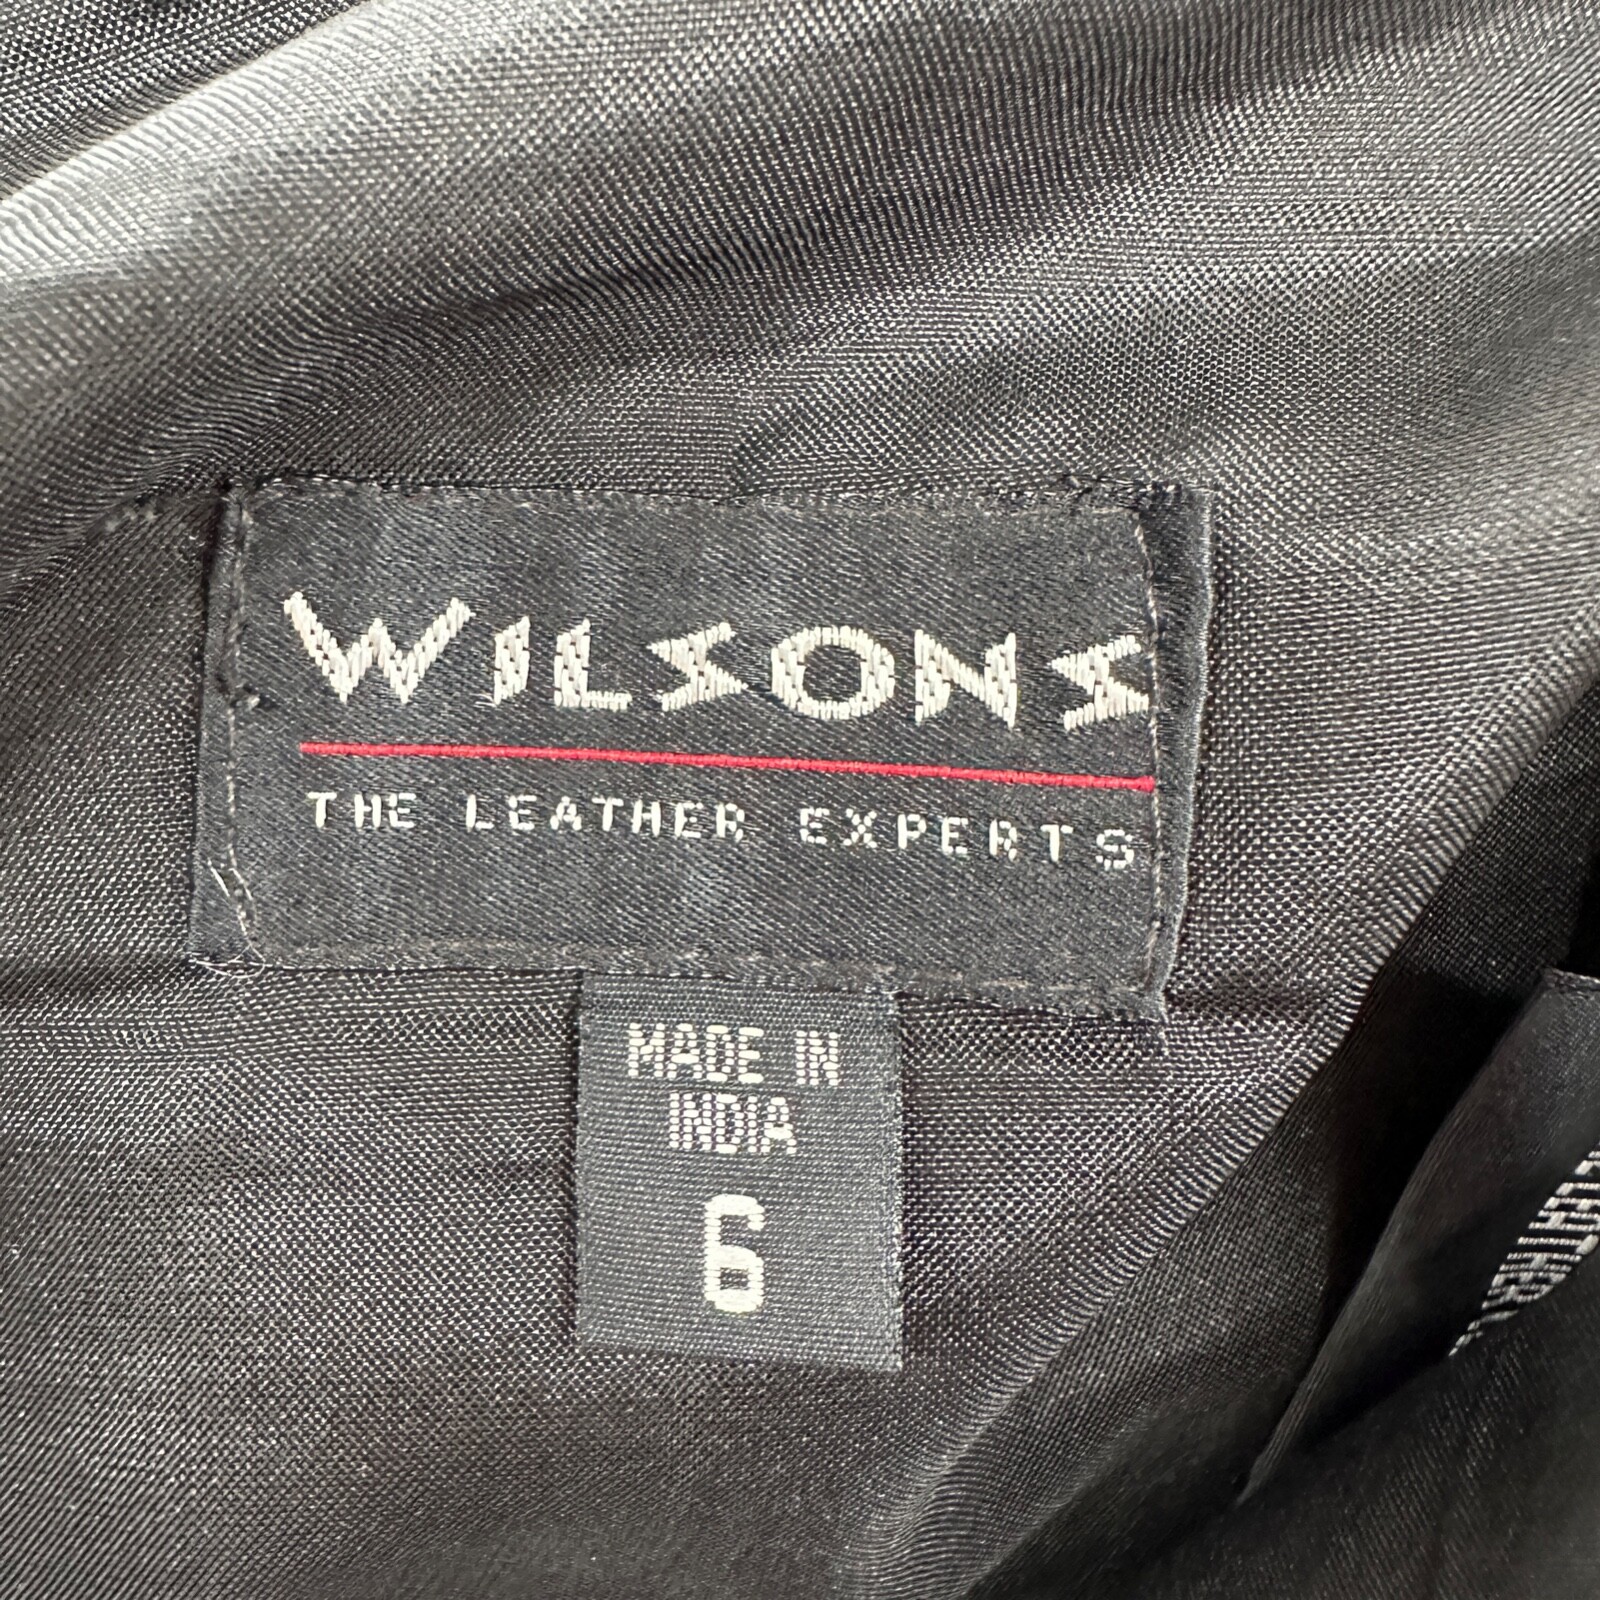 WILSONS
THE LEATHER EXPERTS
MADE IN
INDIA
6